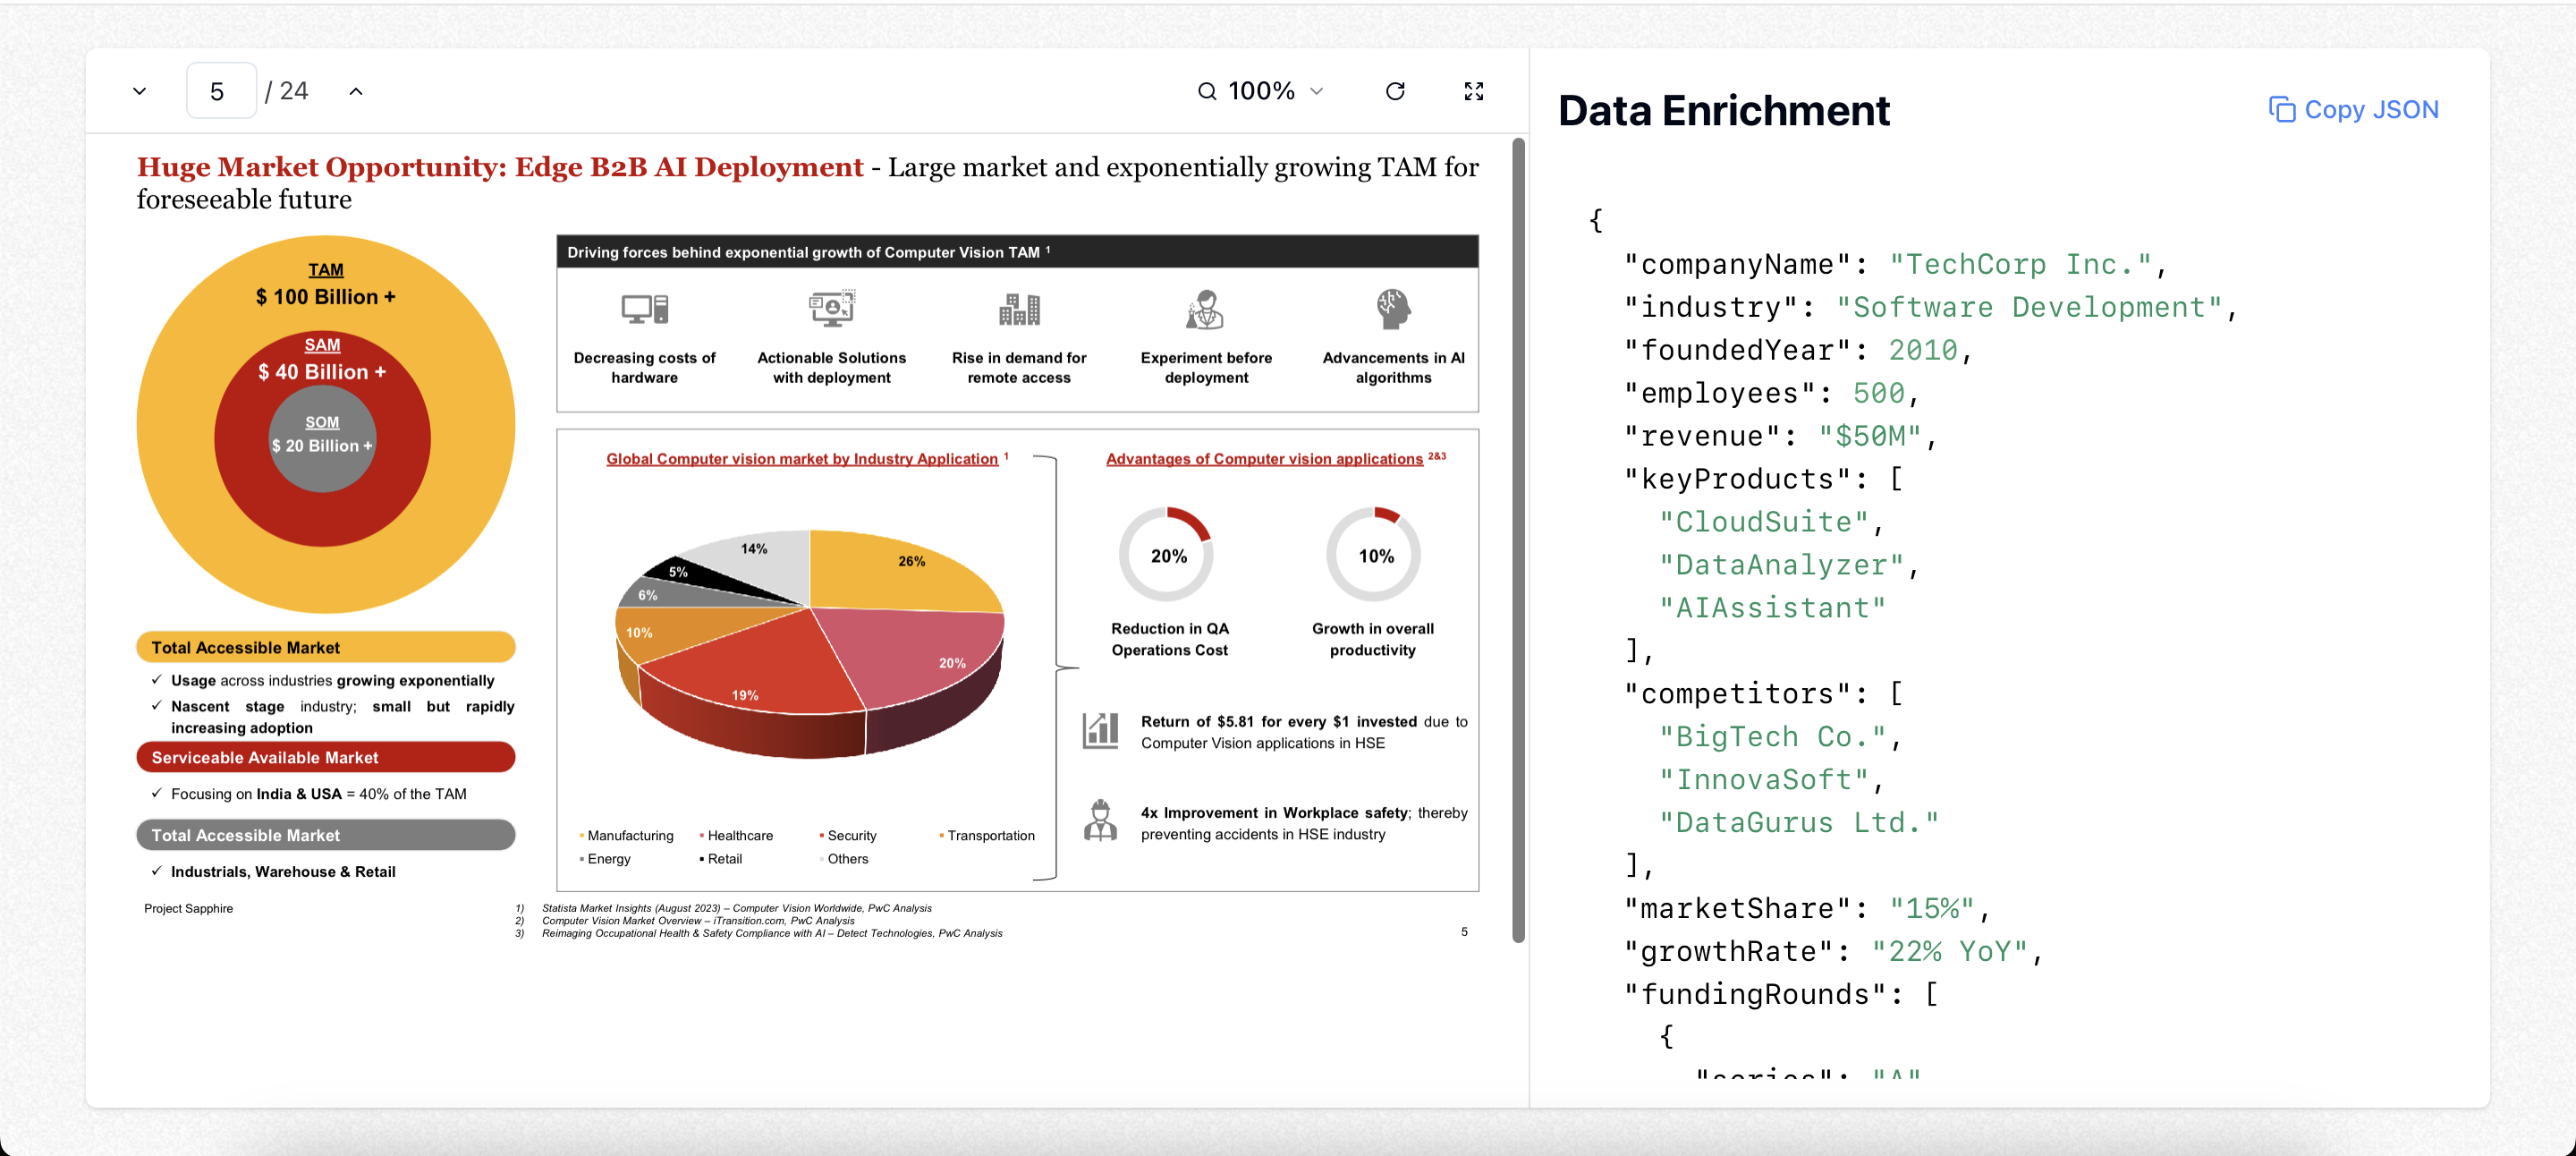 5 / 24
100%
Huge Market Opportunity: Edge B2B AI Deployment - Large market and exponentially growing TAM for
foreseeable future
TAM
$ 100 Billion +
SAM
$ 40 Billion +
SOM
$ 20 Billion +
Total Accessible Market
✓ Usage across industries growing exponentially
✓ Nascent stage industry; small but rapidly
increasing adoption
Serviceable Available Market
✓ Focusing on India & USA = 40% of the TAM
Total Accessible Market
✓ Industrials, Warehouse & Retail
Driving forces behind exponential growth of Computer Vision TAM 1
Decreasing costs of
hardware
Actionable Solutions
with deployment
Rise in demand for
remote access
Experiment before
deployment
Advancements in AI
algorithms
Global Computer vision market by Industry Application 1
26%
20%
19%
10%
6%
5%
14%
Manufacturing
Healthcare
Security
Transportation
Energy
Retail
Others
Advantages of Computer vision applications 2&3
20%
Reduction in QA
Operations Cost
10%
Growth in overall
productivity
Return of $5.81 for every $1 invested due to
Computer Vision applications in HSE
4x Improvement in Workplace safety; thereby
preventing accidents in HSE industry
Project Sapphire
1) Statista Market Insights (August 2023) – Computer Vision Worldwide, PwC Analysis
2) Computer Vision Market Overview – iTransition.com, PwC Analysis
3) Reimaging Occupational Health & Safety Compliance with AI – Detect Technologies, PwC Analysis
5
Data Enrichment
Copy JSON
{
"companyName": "TechCorp Inc.",
"industry": "Software Development",
"foundedYear": 2010,
"employees": 500,
"revenue": "$50M",
"keyProducts": [
"CloudSuite",
"DataAnalyzer",
"AIAssistant"
],
"competitors": [
"BigTech Co.",
"InnovaSoft",
"DataGurus Ltd."
],
"marketShare": "15%",
"growthRate": "22% YoY",
"fundingRounds": [
{
"series": "A"